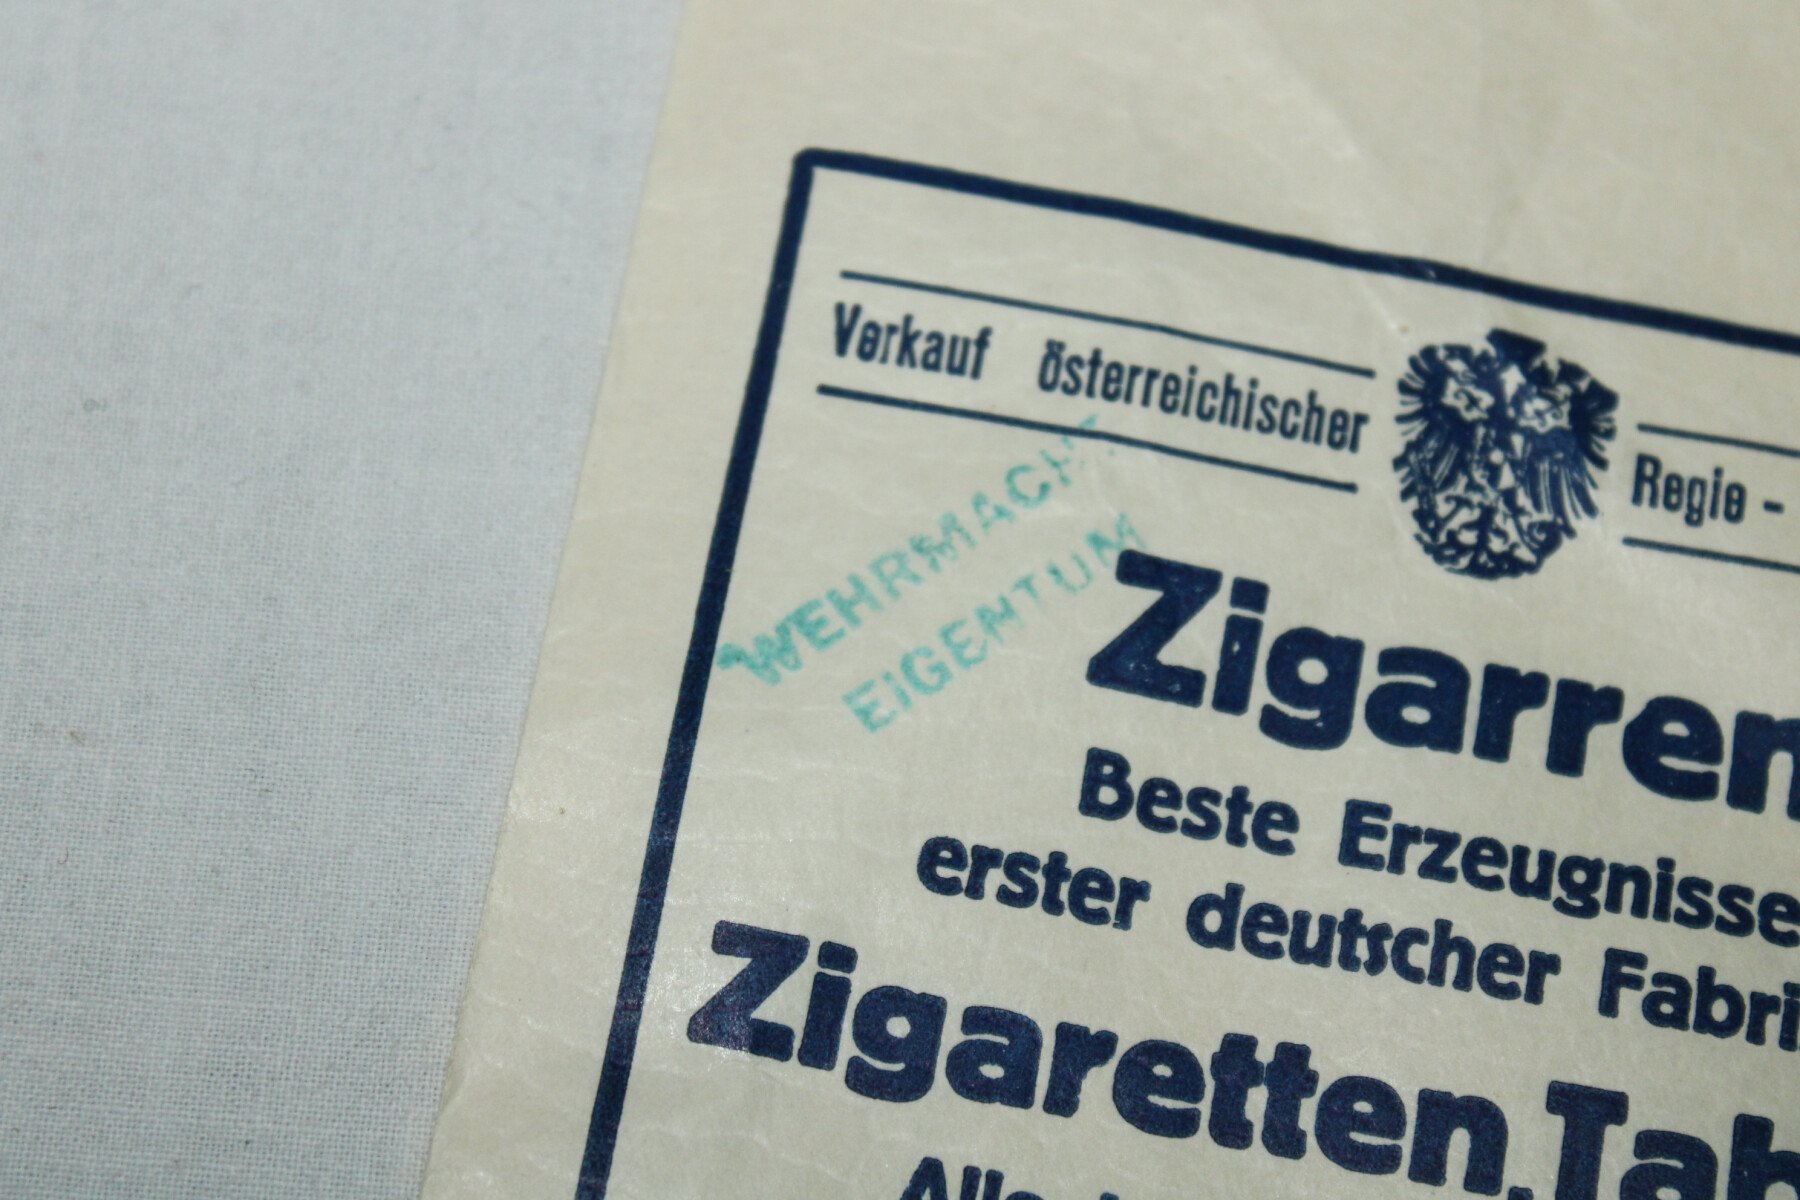 Verkauf österreichischer Regie -
WEHRMACHT
EIGENTUM
Zigarren
Beste Erzeugnisse
erster deutscher Fabri
Zigaretten, Tab